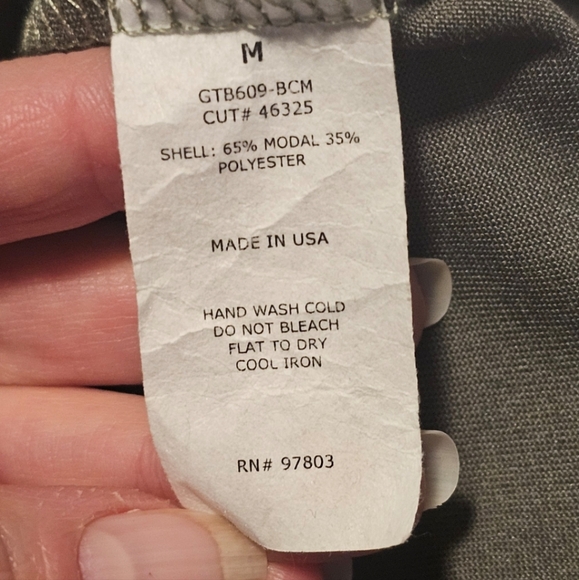 M
GTB609-BCM
CUT# 46325
SHELL: 65% MODAL 35%
POLYESTER
MADE IN USA
HAND WASH COLD
DO NOT BLEACH
FLAT TO DRY
COOL IRON
RN# 97803